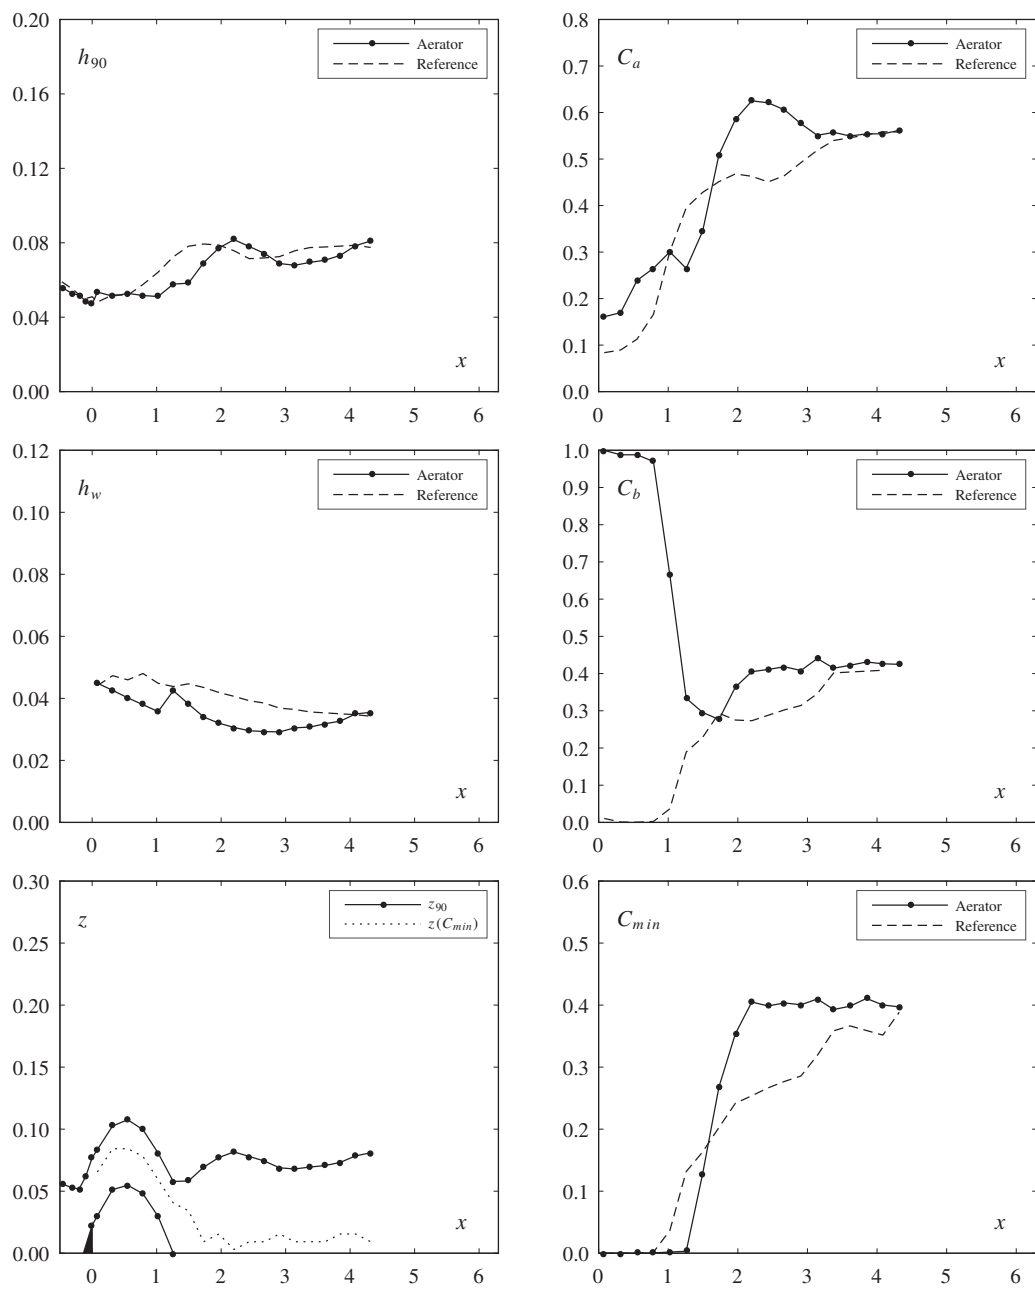 0.20
0.16
0.12
0.08
0.04
0.00
h90
Aerator
Reference
x
0 1 2 3 4 5 6
0.8
0.7
0.6
0.5
0.4
0.3
0.2
0.1
0.0
Ca
Aerator
Reference
x
0 1 2 3 4 5 6
0.12
0.10
0.08
0.06
0.04
0.02
0.00
hw
Aerator
Reference
x
0 1 2 3 4 5 6
1.0
0.9
0.8
0.7
0.6
0.5
0.4
0.3
0.2
0.1
0.0
Cb
Aerator
Reference
x
0 1 2 3 4 5 6
0.30
0.25
0.20
0.15
0.10
0.05
0.00
z
z90
z(Cmin)
x
0 1 2 3 4 5 6
0.6
0.5
0.4
0.3
0.2
0.1
0.0
Cmin
Aerator
Reference
x
0 1 2 3 4 5 6